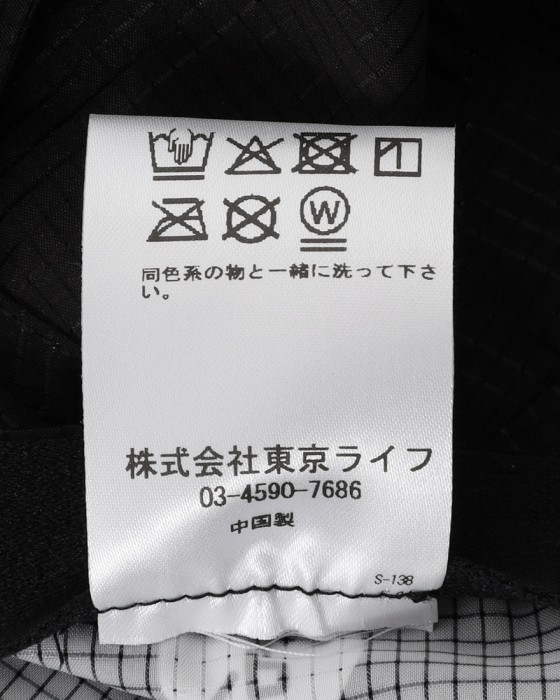 W
同色系の物と一緒に洗って下さ
い。
株式会社東京ライフ
03-4590-7686
中国製
S-138